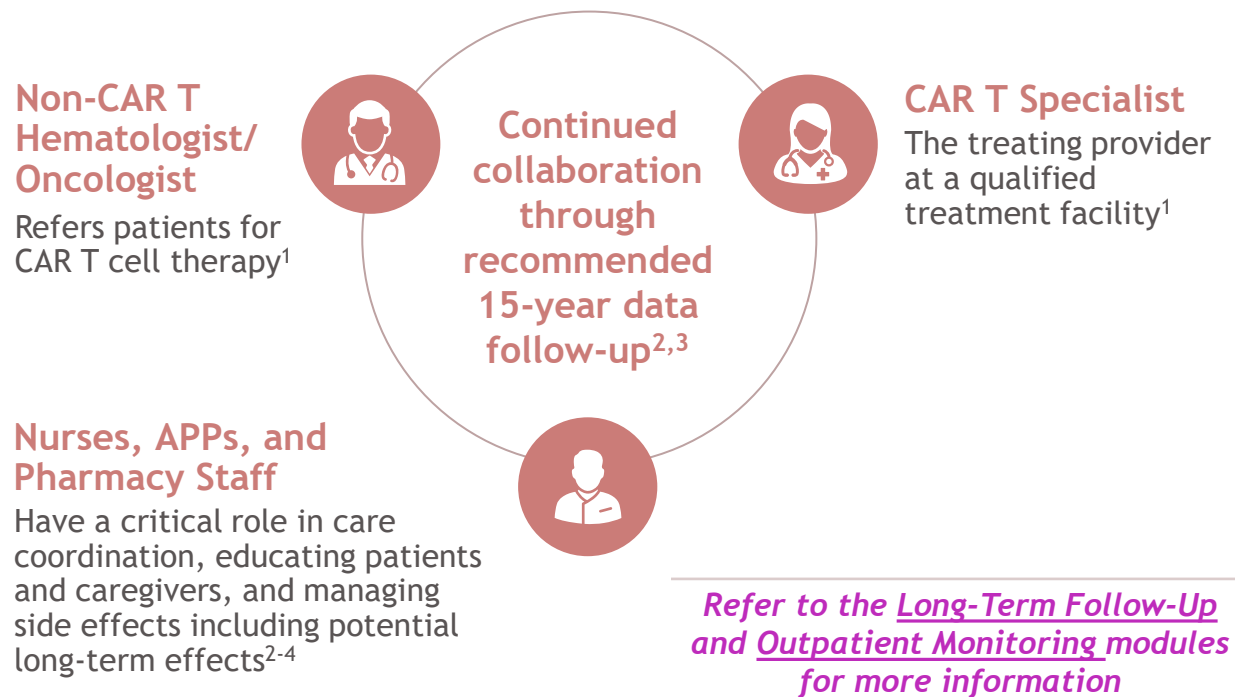 Non-CAR T
Hematologist/
Oncologist
Refers patients for
CAR T cell therapy1
Continued
collaboration
through
recommended
15-year data
follow-up2,3
CAR T Specialist
The treating provider
at a qualified
treatment facility1
Nurses, APPs, and
Pharmacy Staff
Have a critical role in care
coordination, educating patients
and caregivers, and managing
side effects including potential
long-term effects2-4
Refer to the Long-Term Follow-Up
and Outpatient Monitoring modules
for more information